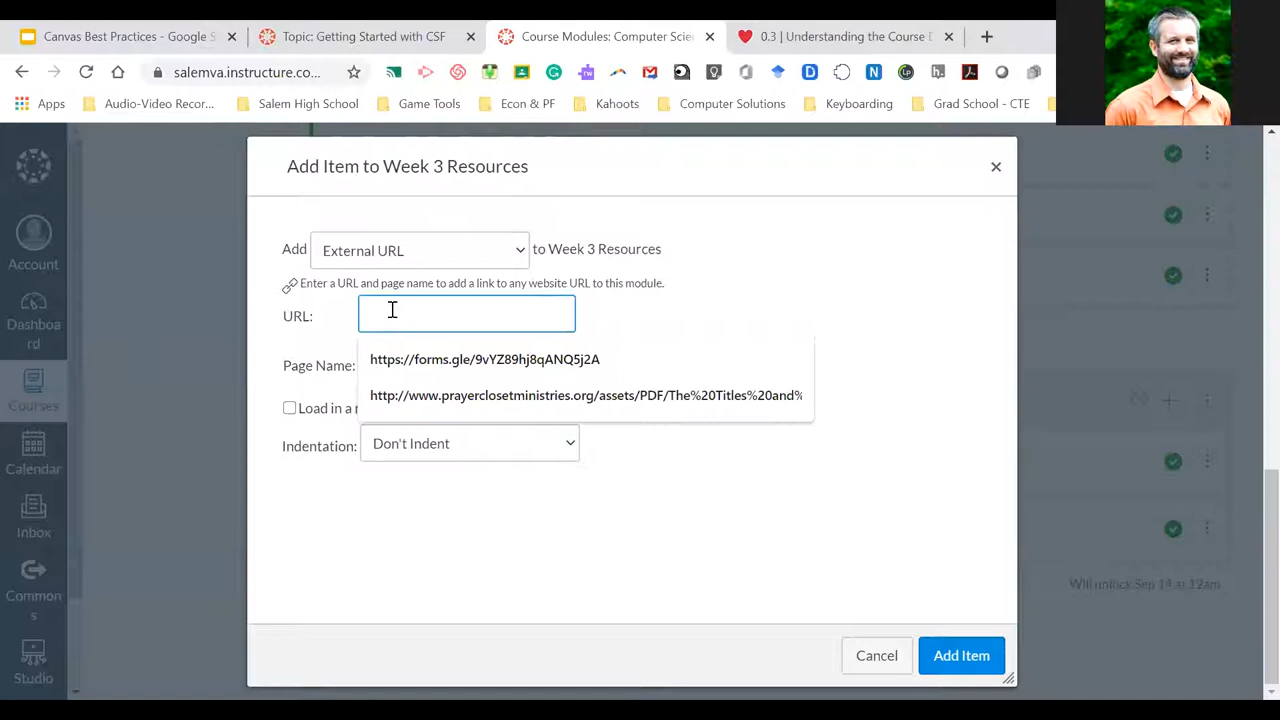 Canvas Best Practices - Google S
Topic: Getting Started with CSF
Course Modules: Computer Scien
0.3 | Understanding the Course D
salemva.instructure.co...
Apps
Audio-Video Recor...
Salem High School
Game Tools
Econ & PF
Kahoots
Computer Solutions
Keyboarding
Grad School - CTE
Add Item to Week 3 Resources
Account
Dashboa
rd
Courses
Calendar
Inbox
Common
s
Studio
Add External URL to Week 3 Resources
Enter a URL and page name to add a link to any website URL to this module.
URL:
https://forms.gle/9vYZ89hj8qANQ5j2A
Page Name:
http://www.prayerclosetministries.org/assets/PDF/The%20Titles%20and%
Load in a
Indentation: Don't Indent
Will unlock Sep 14 at 12am
Cancel
Add Item